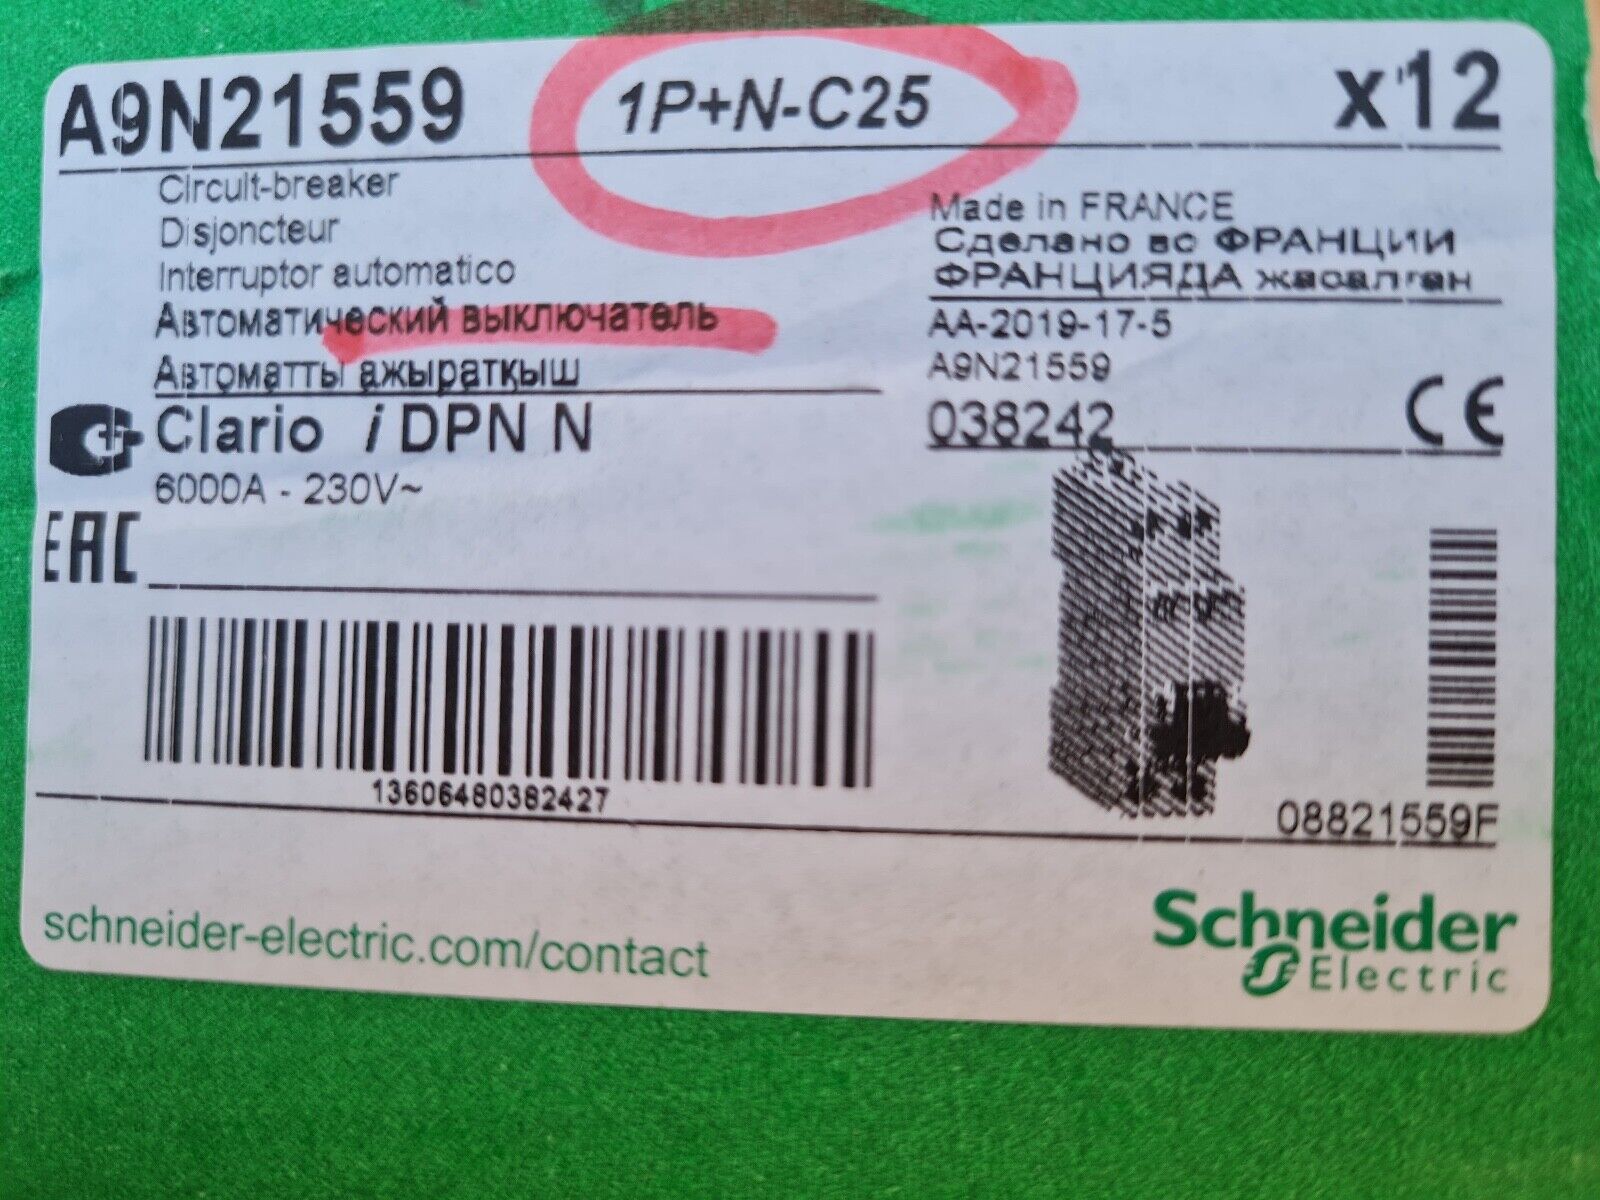 A9N21559 1P+N-C25 x12
Circuit-breaker
Disjoncteur
Interruptor automatico
Автоматический выключатель
Автоматты ажыратқыш
Clario i DPN N
6000A - 230V~
EAC
13606480382427
Made in FRANCE
Сделано во ФРАНЦИИ
ФРАНЦИЯДА жасалған
AA-2019-17-5
A9N21559
038242
CE
08821559F
schneider-electric.com/contact
Schneider
Electric